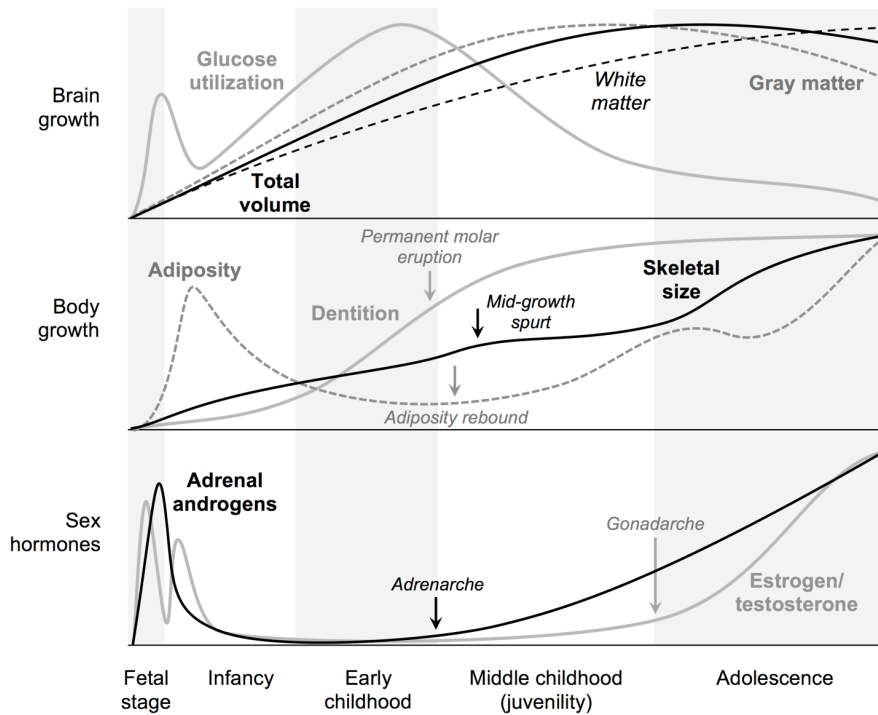 Glucose
utilization
White
matter
Gray matter
Brain
growth
Total
volume
Permanent molar
eruption
Adiposity
Skeletal
size
Dentition
Mid-growth
spurt
Body
growth
Adiposity rebound
Adrenal
androgens
Sex
hormones
Gonadarche
Adrenarche
Estrogen/
testosterone
Fetal
stage
Infancy
Early
childhood
Middle childhood
(juvenility)
Adolescence